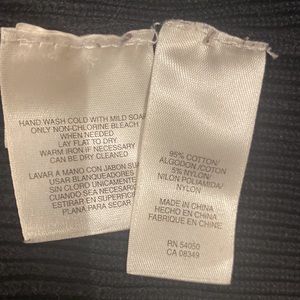 HAND WASH COLD WITH MILD SOAP
ONLY NON-CHLORINE BLEACH
WHEN NEEDED
LAY FLAT TO DRY
WARM IRON IF NECESSARY
CAN BE DRY CLEANED
LAVAR A MANO CON JABON
USAR BLANQUEADORES
SIN CLORO UNICAMENTE
CUANDO SEA NECESARIO
ESTIRAR EN SUPERFICIE
PLANA PARA SECAR
95% COTTON/
ALGODON/COTON
5% NYLON/
NILON POLIAMIDA/
NYLON
MADE IN CHINA
HECHO EN CHINA
FABRIQUE EN CHINE
RN 54050
CA 08349